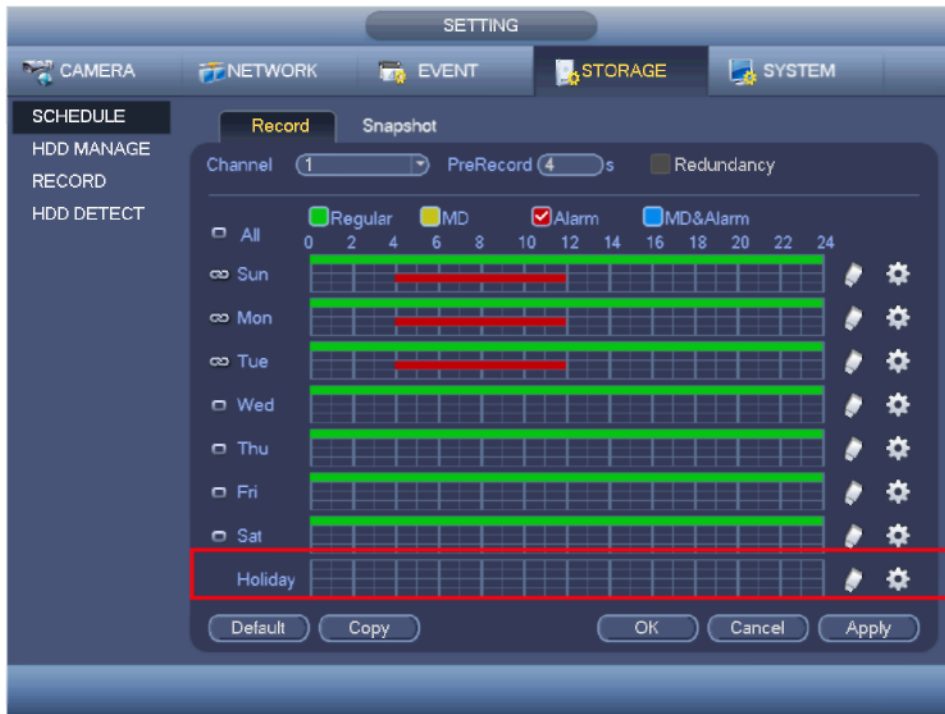 SETTING
CAMERA NETWORK EVENT STORAGE SYSTEM
SCHEDULE
HDD MANAGE
RECORD
HDD DETECT
Record Snapshot
Channel 1 PreRecord 4 s Redundancy
Regular MD Alarm MD&Alarm
All 0 2 4 6 8 10 12 14 16 18 20 22 24
Sun
Mon
Tue
Wed
Thu
Fri
Sat
Holiday
Default Copy OK Cancel Apply